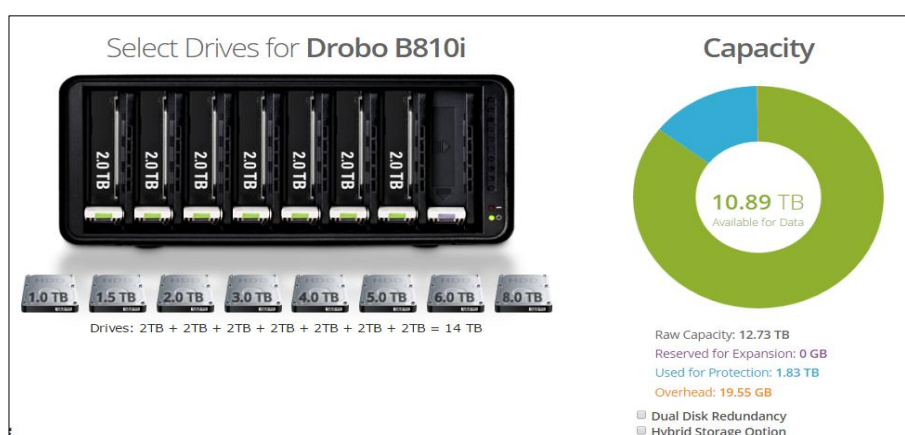 Select Drives for Drobo B810i
2.0 TB
2.0 TB
2.0 TB
2.0 TB
2.0 TB
2.0 TB
2.0 TB
1.0 TB
1.5 TB
2.0 TB
3.0 TB
4.0 TB
5.0 TB
6.0 TB
8.0 TB
Drives: 2TB + 2TB + 2TB + 2TB + 2TB + 2TB + 2TB = 14 TB
Capacity
10.89 TB
Available for Data
Raw Capacity: 12.73 TB
Reserved for Expansion: 0 GB
Used for Protection: 1.83 TB
Overhead: 19.55 GB
Dual Disk Redundancy
Hybrid Storage Option